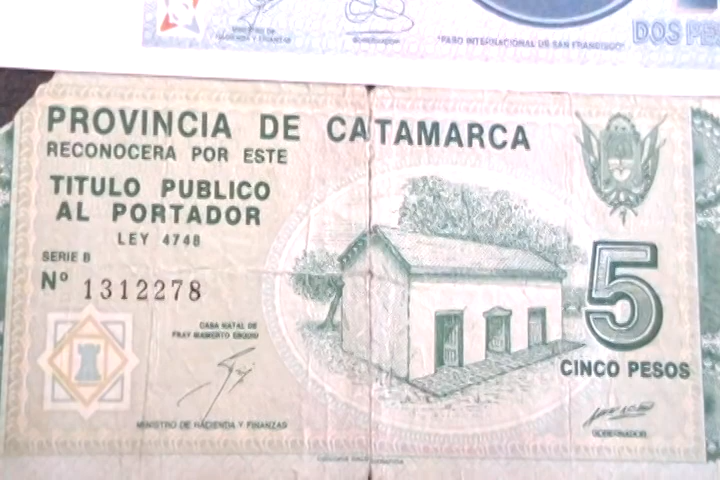 MINISTRO DE
HACIENDA Y FINANZAS
GOBERNADOR
"PASO INTERNACIONAL DE SAN FRANCISCO"
DOS PE
PROVINCIA DE CATAMARCA
RECONOCERA POR ESTE
TITULO PUBLICO
AL PORTADOR
LEY 4748
SERIE B
Nº 1312278
CASA NATAL DE
FRAY MAMERTO ESQUIU
MINISTRO DE HACIENDA Y FINANZAS
5
CINCO PESOS
GOBERNADOR